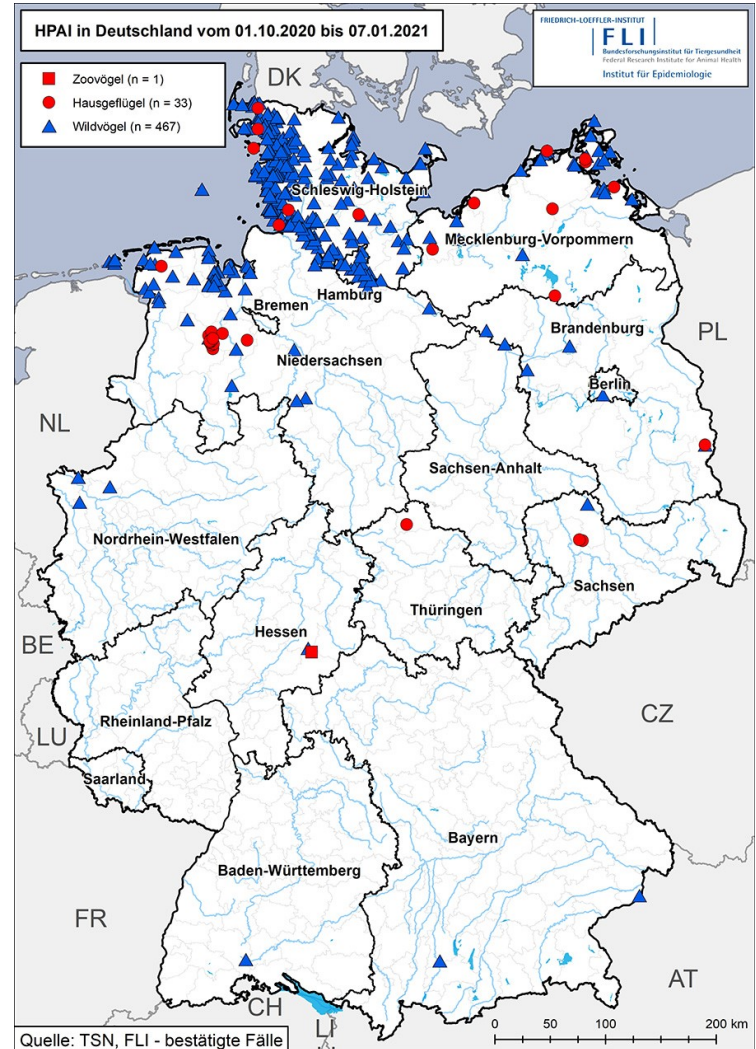 HPAI in Deutschland vom 01.10.2020 bis 07.01.2021
FRIEDRICH-LOEFFLER-INSTITUT
FLI
Bundesforschungsinstitut für Tiergesundheit
Federal Research Institute for Animal Health
Institut für Epidemiologie
Zoovögel (n = 1)
Hausgeflügel (n = 33)
Wildvögel (n = 467)
DK
Schleswig-Holstein
Mecklenburg-Vorpommern
Hamburg
Bremen
Brandenburg
PL
Niedersachsen
Berlin
NL
Sachsen-Anhalt
Nordrhein-Westfalen
Sachsen
Thüringen
Hessen
BE
CZ
Rheinland-Pfalz
LU
Saarland
Bayern
Baden-Württemberg
FR
AT
CH
LI
0 50 100 200 km
Quelle: TSN, FLI - bestätigte Fälle